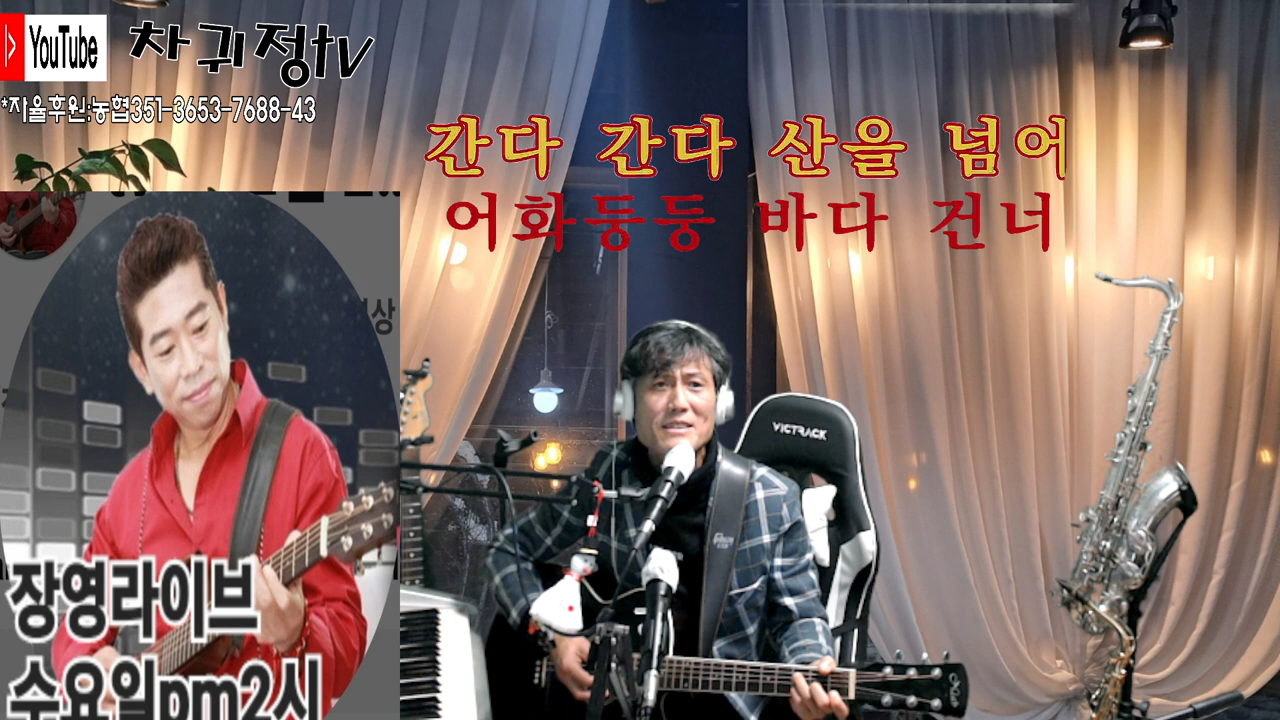 YouTube 차귀정tv
*자율후원:농협351-3653-7688-43
간다 간다 산을 넘어
어화둥둥 바다 건너
상
VICTRACK
장영라이브
수요일pm2시